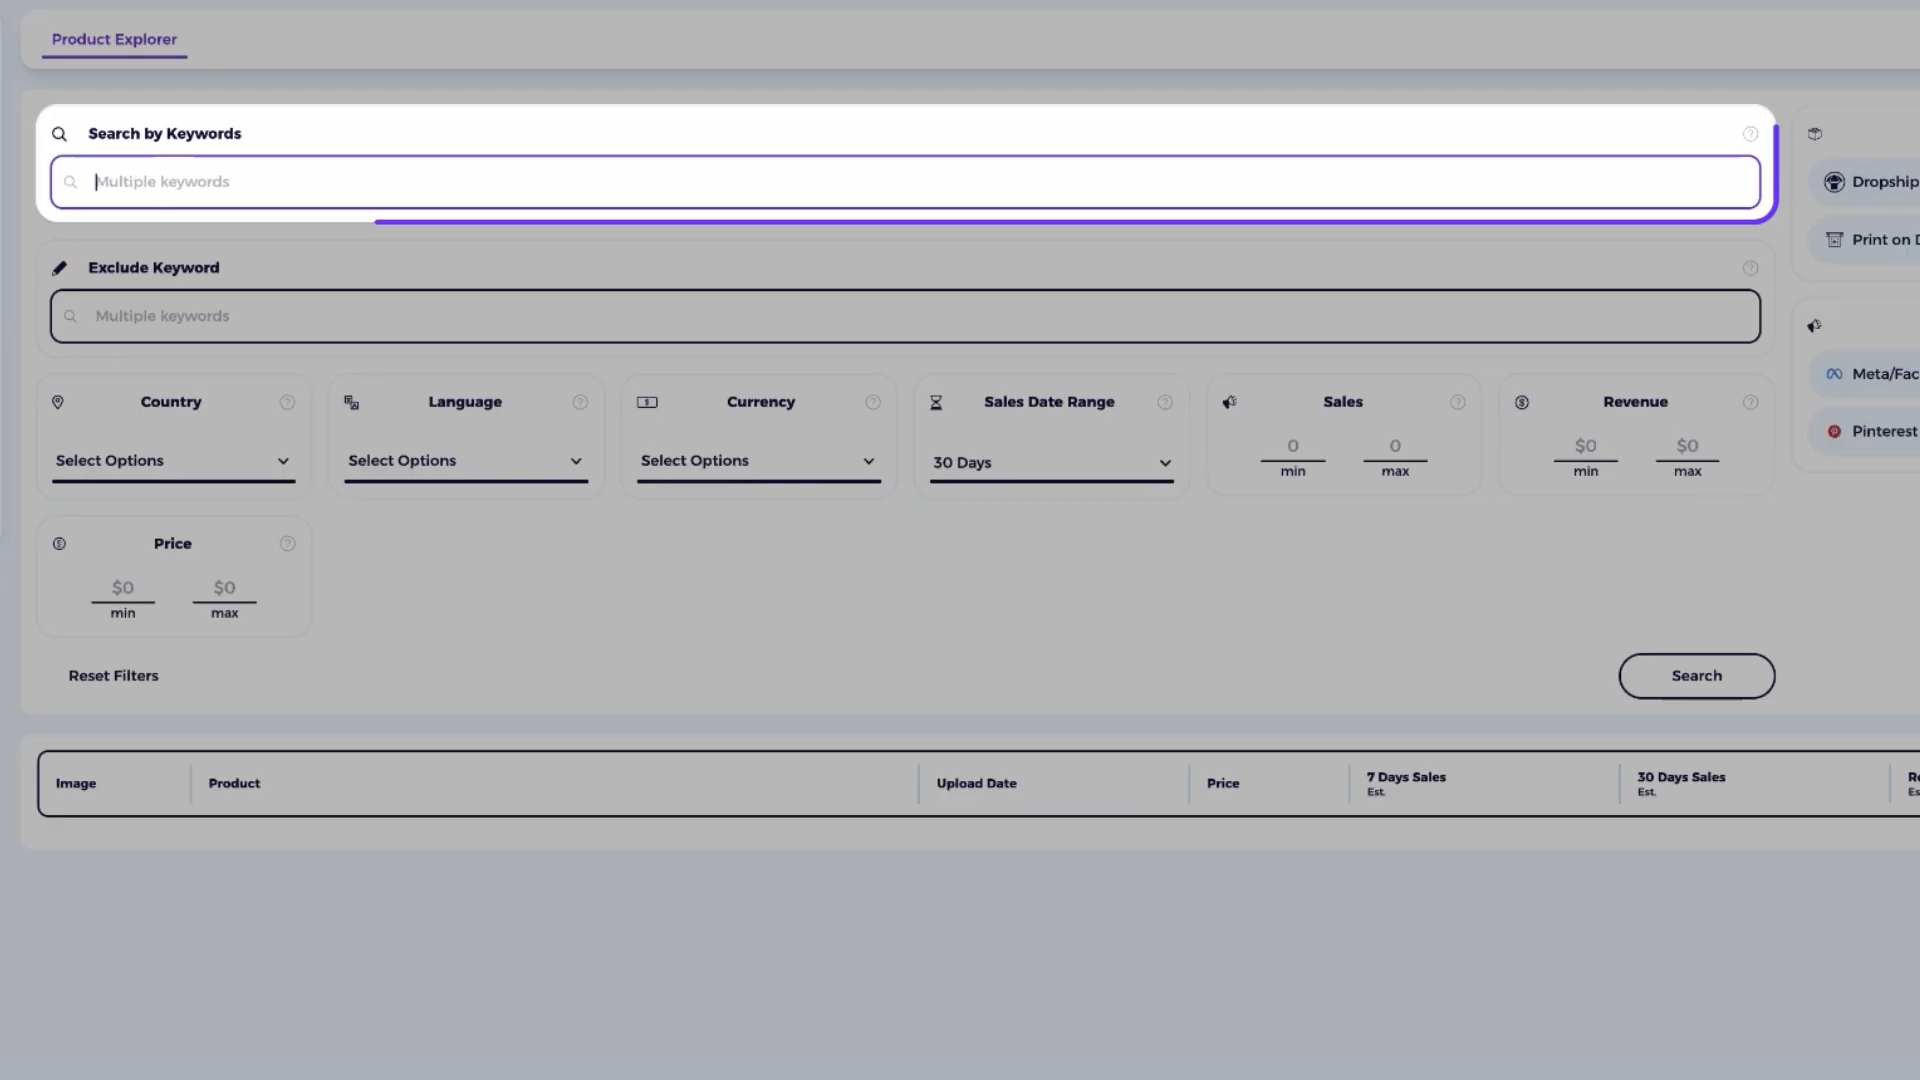 Product Explorer
Search by Keywords
Multiple keywords
Exclude Keyword
Multiple keywords
Country
Select Options
Language
Select Options
Currency
Select Options
Sales Date Range
30 Days
Sales
0 0
min max
Revenue
$0 $0
min max
Price
$0 $0
min max
Reset Filters
Search
Dropship
Print on D
Meta/Fac
Pinterest
Image Product Upload Date Price 7 Days Sales 30 Days Sales
Est. Est.